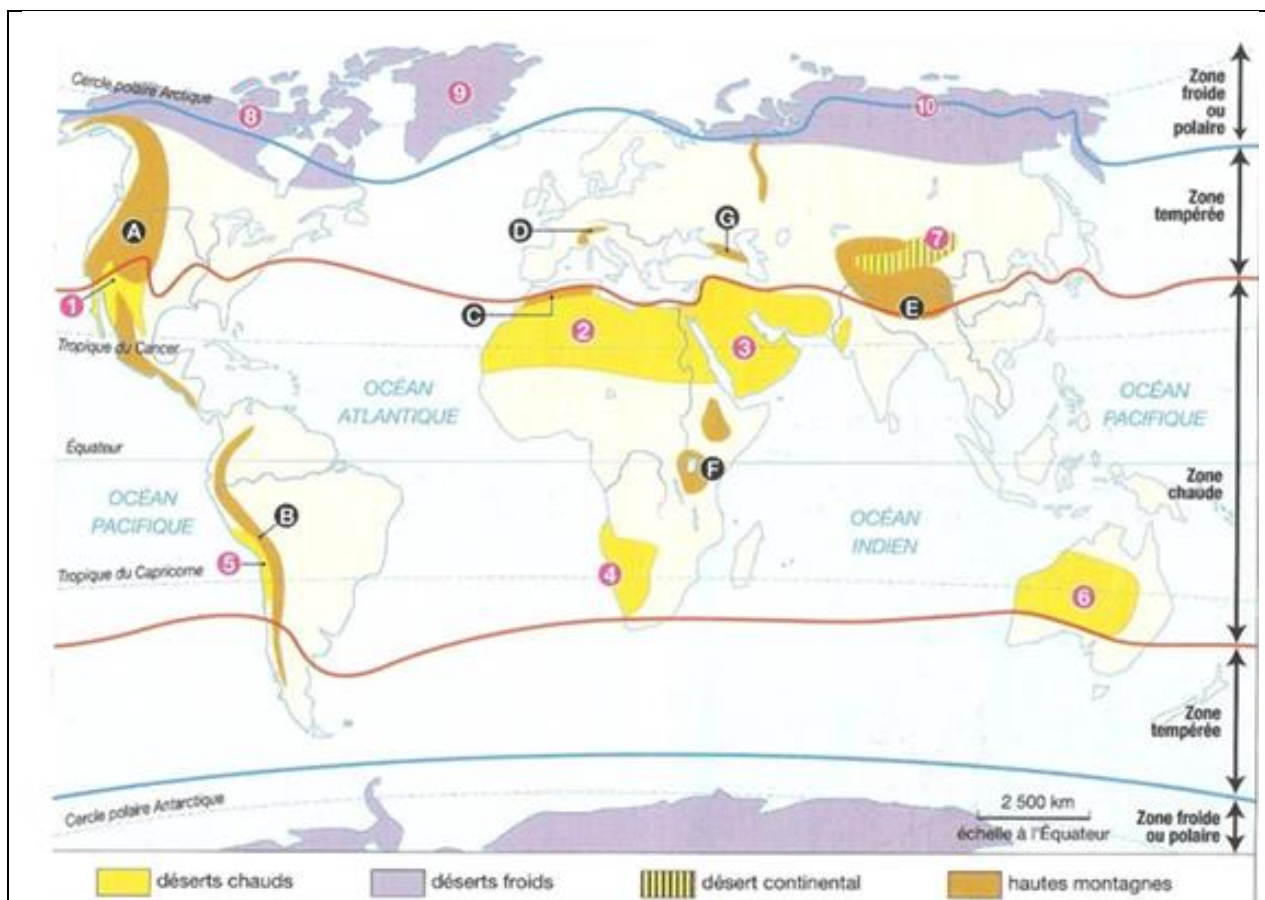 Cercle polaire Arctique
8
9
10
Zone
froide
ou
polaire
Zone
tempérée
A
D
G
7
1
C
2
3
E
Tropique du Cancer
OCÉAN
ATLANTIQUE
OCÉAN
PACIFIQUE
Équateur
F
Zone
chaude
OCÉAN
PACIFIQUE
B
OCÉAN
INDIEN
5
Tropique du Capricorne
4
6
Zone
tempérée
Cercle polaire Antarctique
2 500 km
échelle à l'Équateur
Zone froide
ou polaire
déserts chauds
déserts froids
désert continental
hautes montagnes